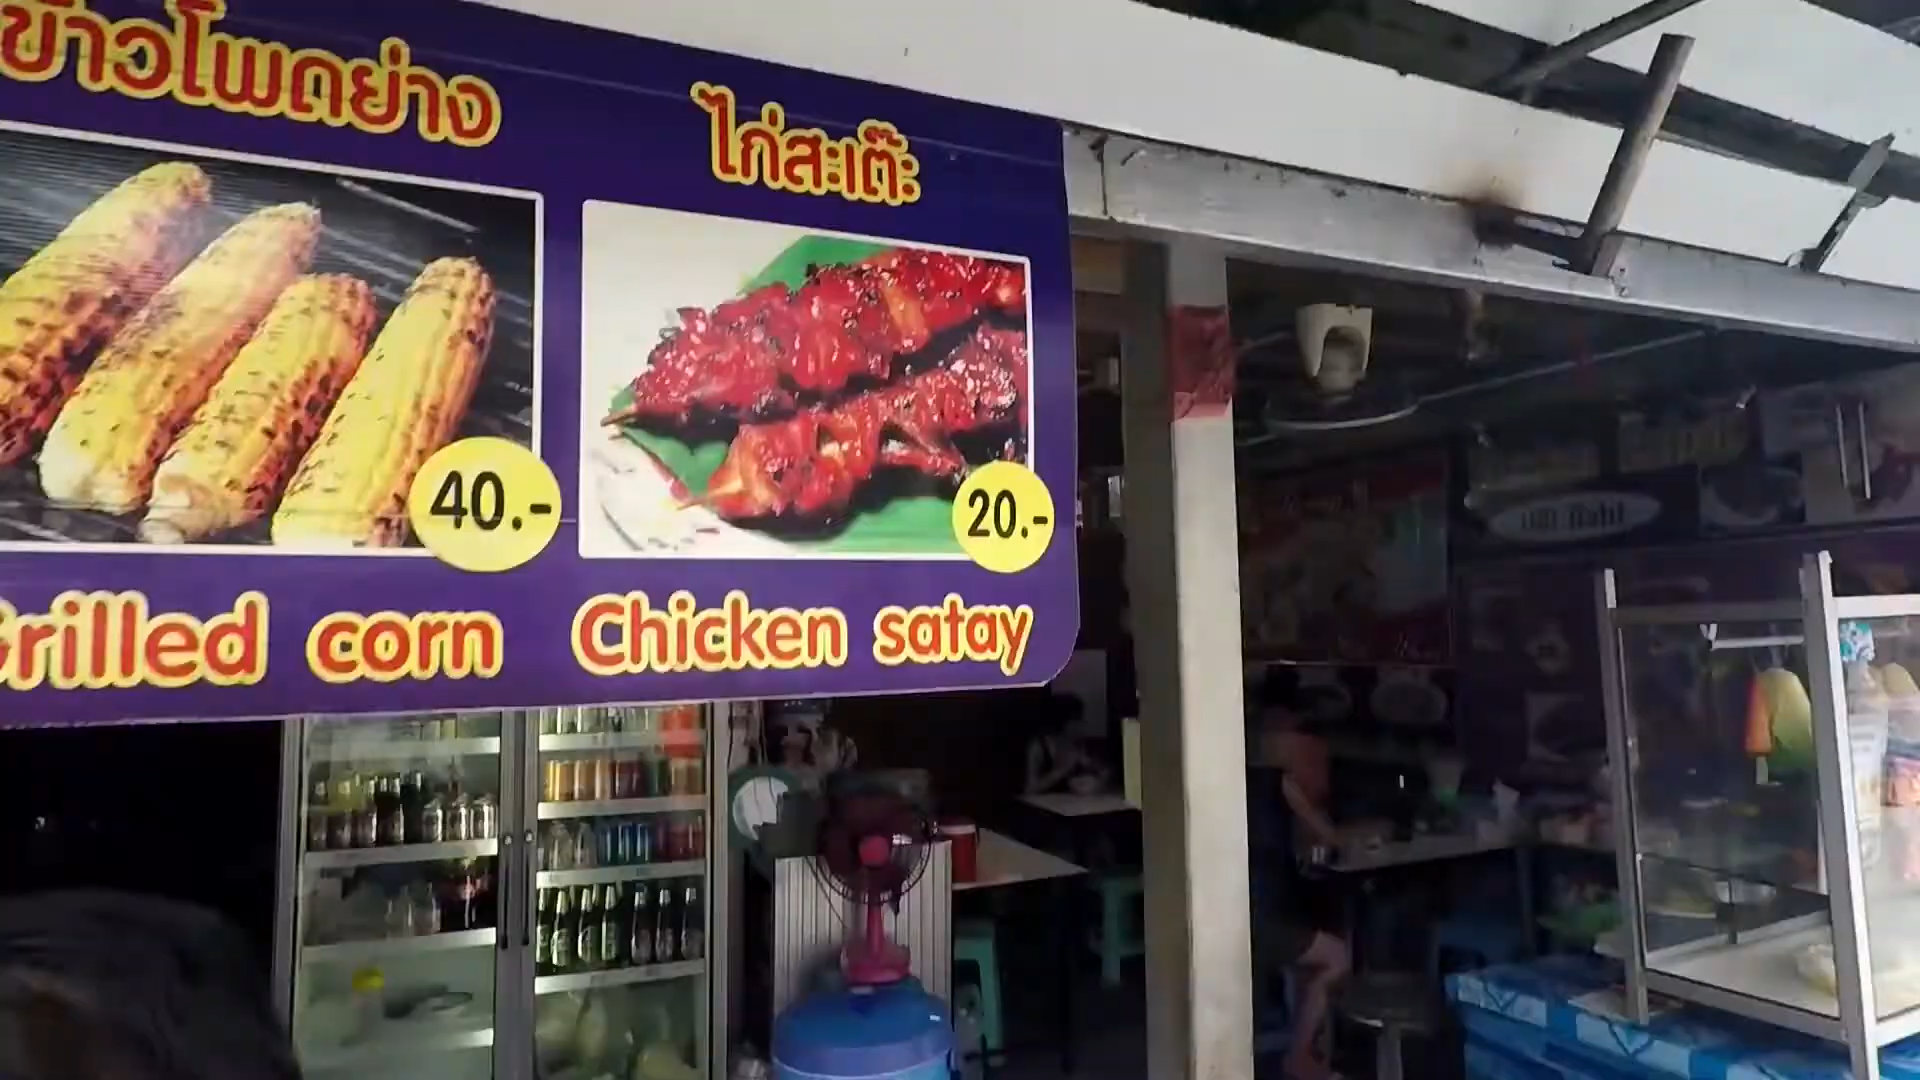 ข้าวโพดย่าง
ไก่สะเต๊ะ
40.-
20.-
Grilled corn
Chicken satay